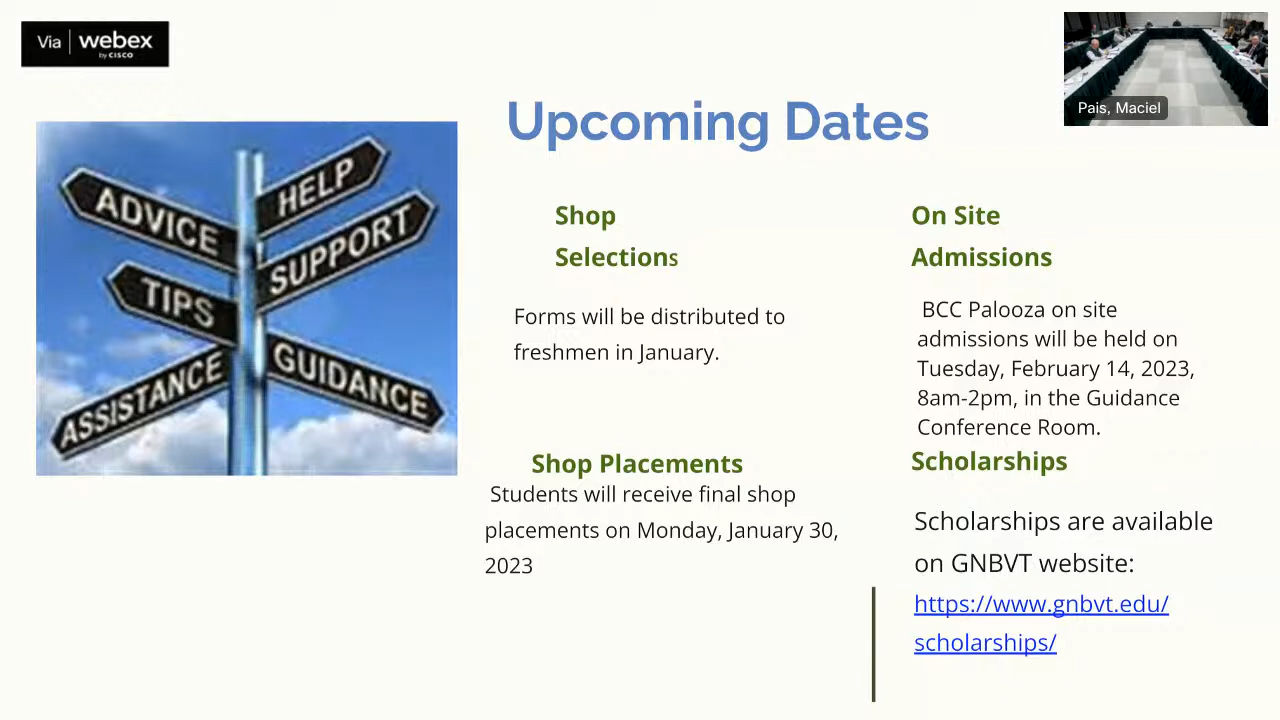 Via webex
by CISCO
Pais, Maciel
Upcoming Dates
ADVICE
HELP
SUPPORT
TIPS
GUIDANCE
ASSISTANCE
Shop
Selections
Forms will be distributed to
freshmen in January.
Shop Placements
Students will receive final shop
placements on Monday, January 30,
2023
On Site
Admissions
BCC Palooza on site
admissions will be held on
Tuesday, February 14, 2023,
8am-2pm, in the Guidance
Conference Room.
Scholarships
Scholarships are available
on GNBVT website:
https://www.gnbvt.edu/
scholarships/